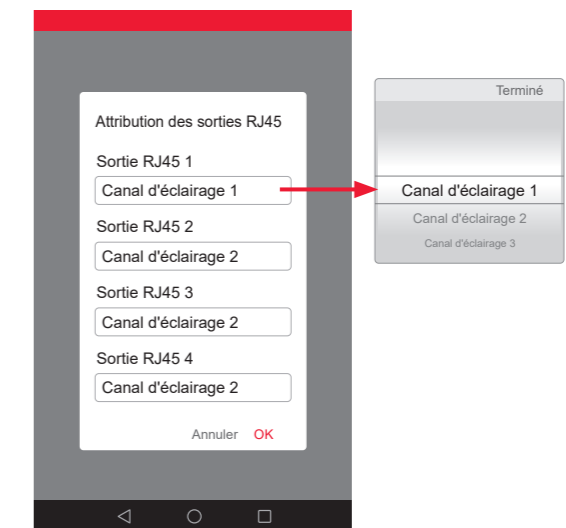 Attribution des sorties RJ45
Sortie RJ45 1
Canal d'éclairage 1
Sortie RJ45 2
Canal d'éclairage 2
Sortie RJ45 3
Canal d'éclairage 2
Sortie RJ45 4
Canal d'éclairage 2
Annuler OK
Terminé
Canal d'éclairage 1
Canal d'éclairage 2
Canal d'éclairage 3